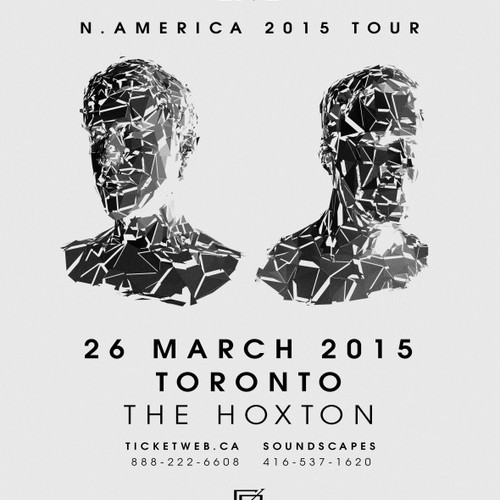 N.AMERICA 2015 TOUR
26 MARCH 2015
TORONTO
THE HOXTON
TICKETWEB.CA SOUNDSCAPES
888-222-6608 416-537-1620